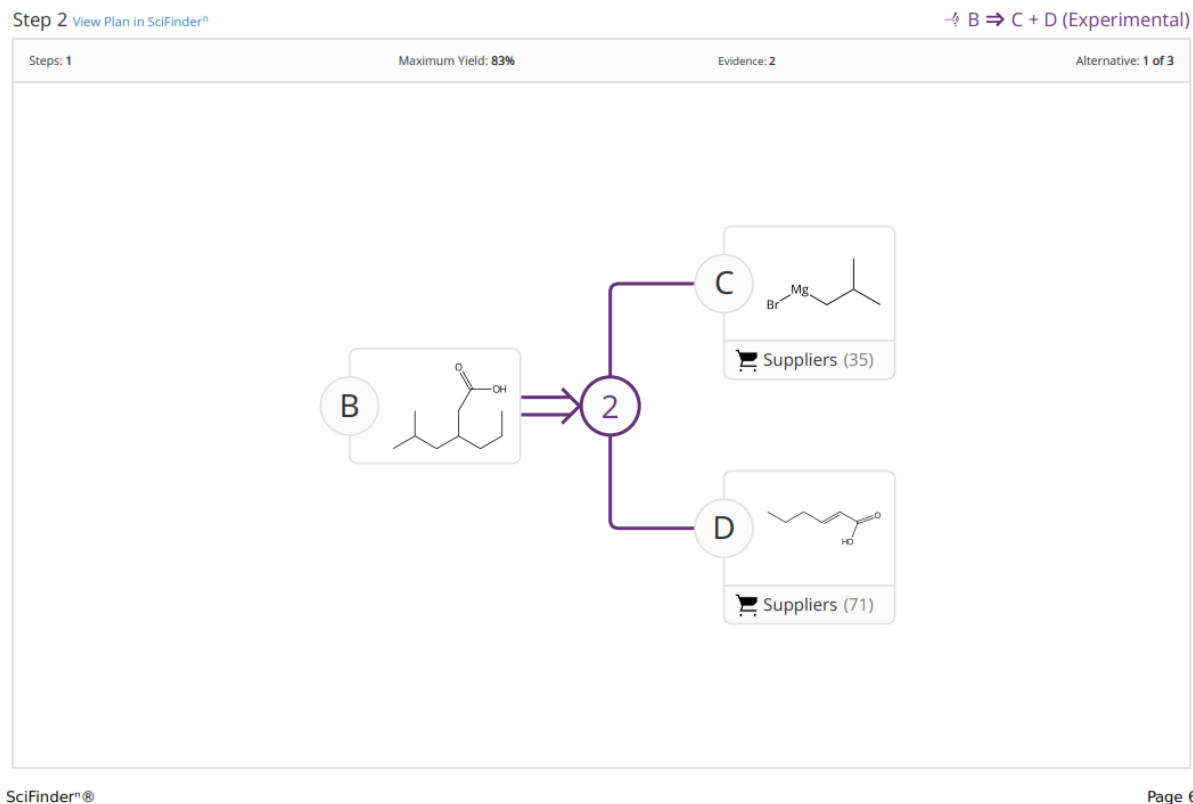 Step 2 View Plan in SciFinderⁿ
B ⇒ C + D (Experimental)
Steps: 1
Maximum Yield: 83%
Evidence: 2
Alternative: 1 of 3
C
Mg
Br
Suppliers (35)
B
O
OH
2
D
O
HO
Suppliers (71)
SciFinderⁿ®
Page 6